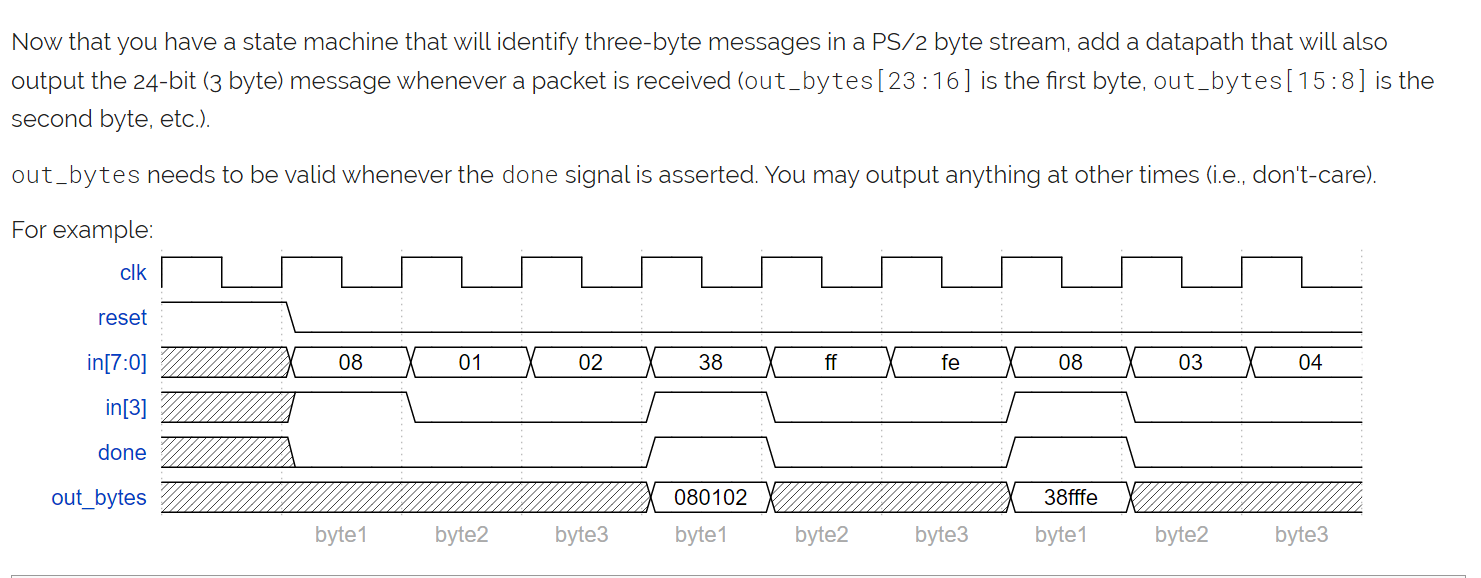 Now that you have a state machine that will identify three-byte messages in a PS/2 byte stream, add a datapath that will also
output the 24-bit (3 byte) message whenever a packet is received (out_bytes[23:16] is the first byte, out_bytes[15:8] is the
second byte, etc.).
out_bytes needs to be valid whenever the done signal is asserted. You may output anything at other times (i.e., don't-care).
For example:
clk
reset
in[7:0] 08 01 02 38 ff fe 08 03 04
in[3]
done
out_bytes 080102 38fffe
byte1 byte2 byte3 byte1 byte2 byte3 byte1 byte2 byte3